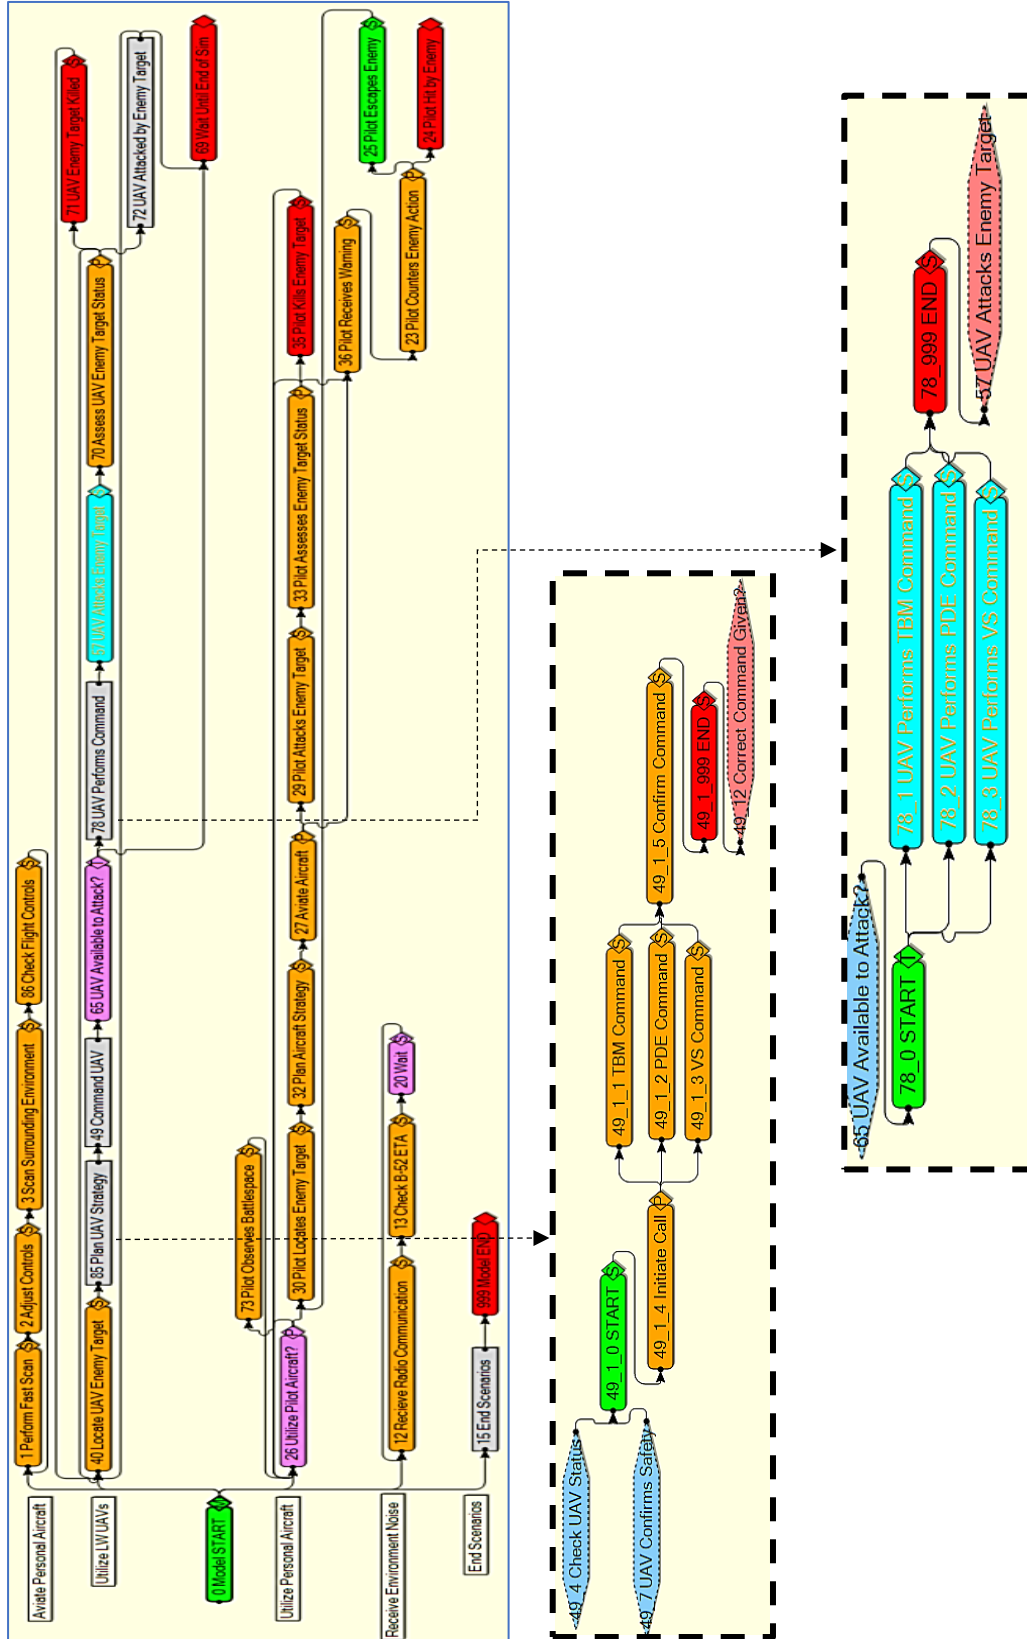 Aviate Personal Aircraft
1 Perform Fast Scan
S
2 Adjust Controls
S
3 Scan Surrounding Environment
S
86 Check Flight Controls
S
Utilize LW UAVs
40 Locate UAV Enemy Target
S
85 Plan UAV Strategy
49 Command UAV
65 UAV Available to Attack?
T
78 UAV Performs Command
57 UAV Attacks Enemy Target
70 Assess UAV Enemy Target Status
P
71 UAV Enemy Target Killed
S
72 UAV Attacked by Enemy Target
69 Wait Until End of Sim
0 Model START
M
Utilize Personal Aircraft
26 Utilize Pilot Aircraft?
P
73 Pilot Observes Battlespace
S
30 Pilot Locates Enemy Target
S
32 Plan Aircraft Strategy
S
27 Aviate Aircraft
P
29 Pilot Attacks Enemy Target
S
33 Pilot Assesses Enemy Target Status
P
35 Pilot Kills Enemy Target
S
36 Pilot Receives Warning
S
23 Pilot Counters Enemy Action
P
25 Pilot Escapes Enemy
S
24 Pilot Hit by Enemy
Receive Environment Noise
12 Recieve Radio Communication
S
13 Check B-52 ETA
S
20 Wait
S
End Scenarios
15 End Scenarios
999 Model END
49_4 Check UAV Status
49_7 UAV Confirms Safety
49_1_0 START
S
49_1_4 Initiate Call
P
49_1_1 TBM Command
S
49_1_2 PDE Command
S
49_1_3 VS Command
S
49_1_5 Confirm Command
S
49_1_999 END
S
49_12 Correct Command Given?
65 UAV Available to Attack?
78_0 START
T
78_1 UAV Performs TBM Command
S
78_2 UAV Performs PDE Command
S
78_3 UAV Performs VS Command
S
78_999 END
S
57 UAV Attacks Enemy Target